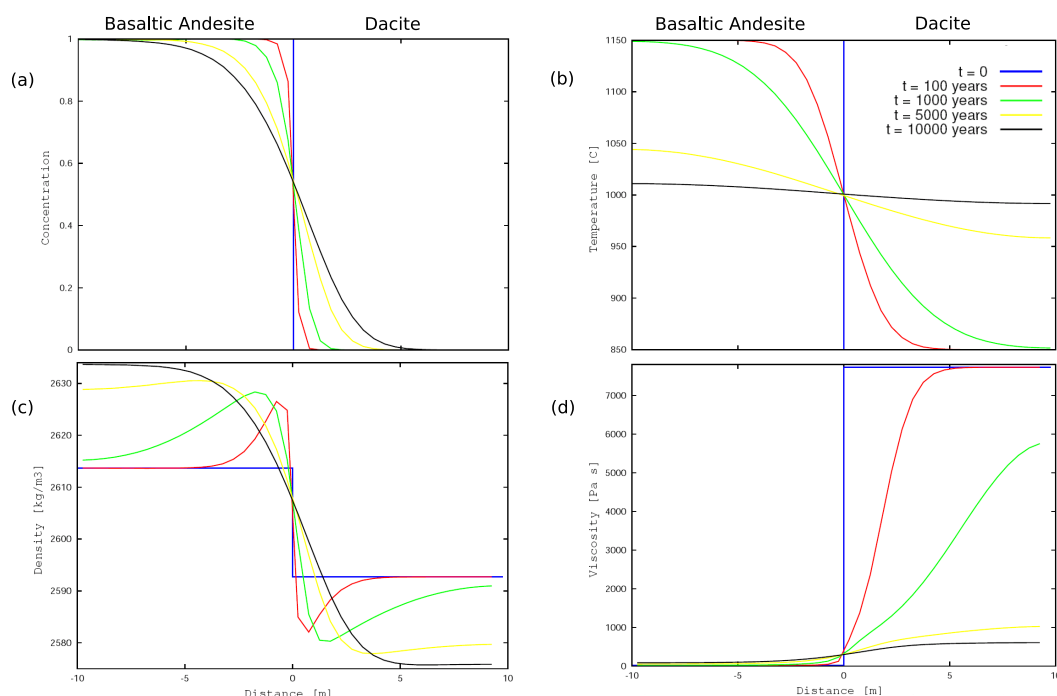 Basaltic Andesite Dacite
Basaltic Andesite Dacite
(a)
1
0.8
0.6
0.4
0.2
0
Concentration
(b)
1150
1100
1050
1000
950
900
850
Temperature [C]
t = 0
t = 100 years
t = 1000 years
t = 5000 years
t = 10000 years
(c)
2630
2620
2610
2600
2590
2580
Density [kg/m3]
-10 -5 0 5 10
Distance [m]
(d)
7000
6000
5000
4000
3000
2000
1000
0
Viscosity [Pa s]
-10 -5 0 5 10
Distance [m]